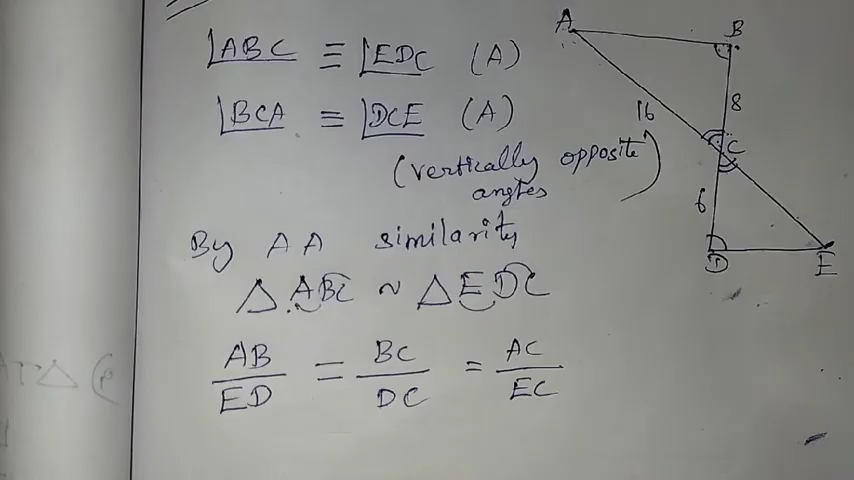 ∠ABC ≡ ∠EDC (A)
∠BCA ≡ ∠DCE (A)
(vertically opposite
angles)
By AA similarity
△ABC ~ △EDC
AB/ED = BC/DC = AC/EC
A
B
8
16
C
6
D
E